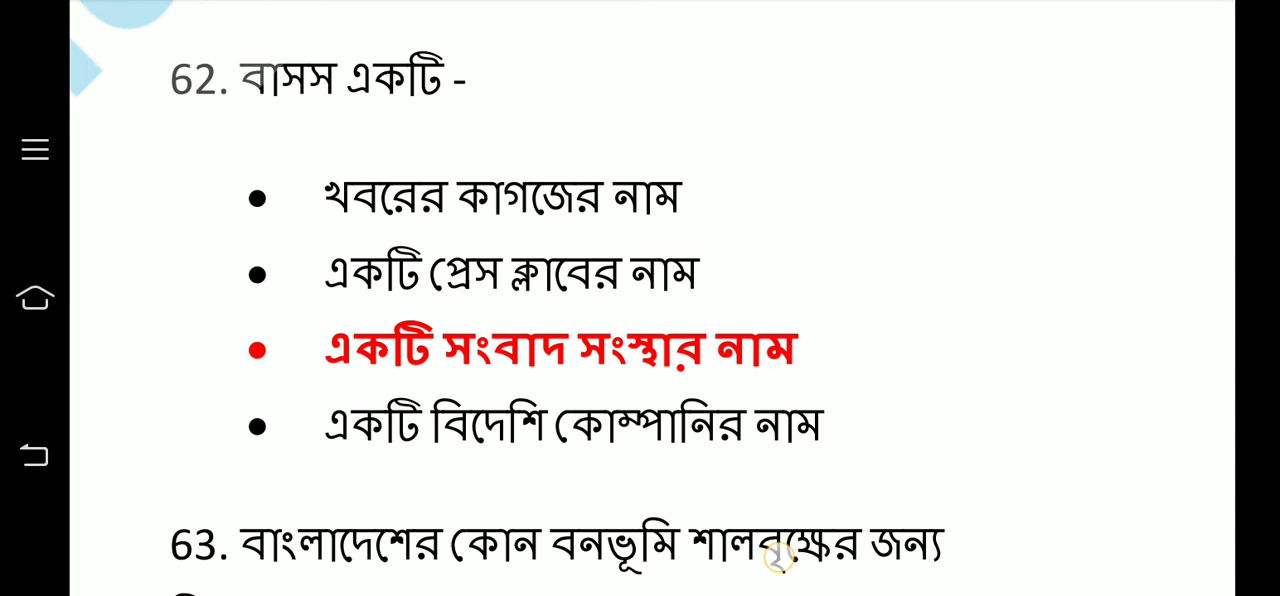 62. বাসস একটি -
● খবরের কাগজের নাম
● একটি প্রেস ক্লাবের নাম
● একটি সংবাদ সংস্থার নাম
● একটি বিদেশি কোম্পানির নাম
63. বাংলাদেশের কোন বনভূমি শালবৃক্ষের জন্য